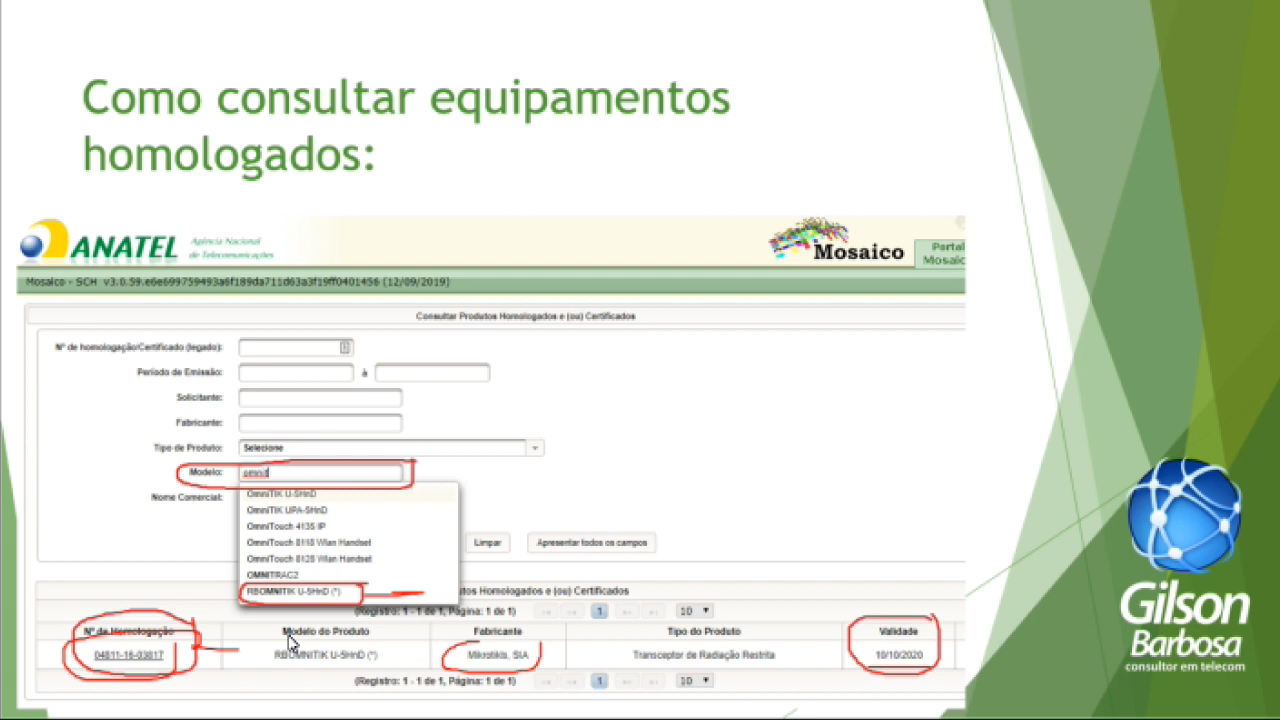 Como consultar equipamentos
homologados:
ANATEL
Agência Nacional
de Telecomunicações
Mosaico
Portal
Mosaic
Mosaico - SCH v3.0.59.e6e699759493a6f189da711d63a3f19ff0401456 (12/09/2019)
Consultar Produtos Homologados e (ou) Certificados
Nº de homologação/Certificado (legado):
Período de Emissão: à
Solicitante:
Fabricante:
Tipo de Produto: Selecione
Modelo: omnit
Nome Comercial:
OmniTIK U-5HnD
OmniTIK UPA-5HnD
OmniTouch 4135 IP
OmniTouch 8118 Wlan Handset
OmniTouch 8128 Wlan Handset
OMNITRAC2
RBOMNITIK U-5HnD (*)
Limpar Apresentar todos os campos
utos Homologados e (ou) Certificados
(Registro: 1 - 1 de 1, Página: 1 de 1) 1 10
Nº de Homologação Modelo do Produto Fabricante Tipo do Produto Validade
04811-16-03817 RBOMNITIK U-5HnD (*) Mikrotikls, SIA Transceptor de Radiação Restrita 10/10/2020
(Registro: 1 - 1 de 1, Página: 1 de 1) 1 10
Gilson
Barbosa
consultor em telecom